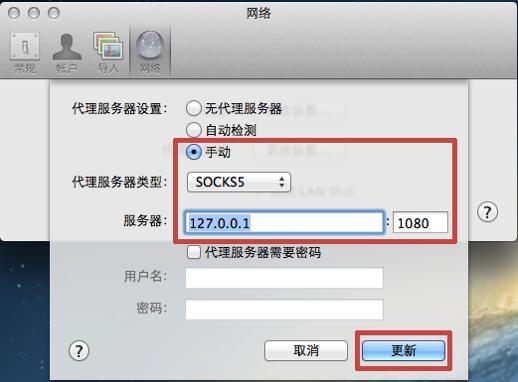 网络
常规 帐户 导入 网络
代理服务器设置: 无代理服务器
自动检测
手动
代理服务器类型: SOCKS5
服务器: 127.0.0.1 : 1080
代理服务器需要密码
用户名:
密码:
? 取消 更新
?